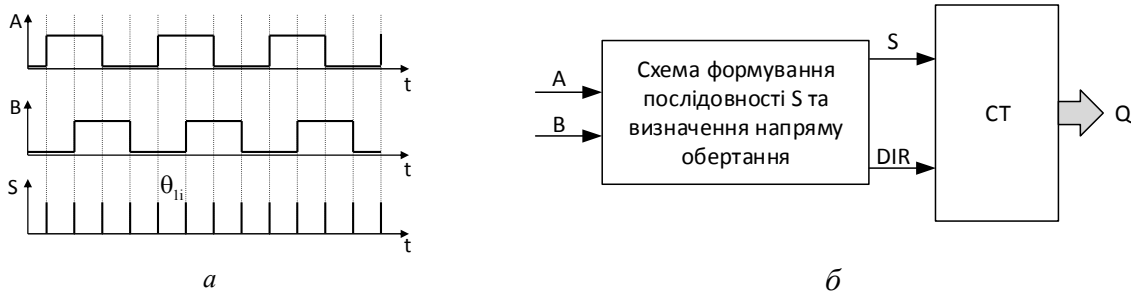 A
t
B
t
θ₁ᵢ
S
t
а
A
B
Схема формування
послідовності S та
визначення напряму
обертання
S
DIR
CT
Q
б